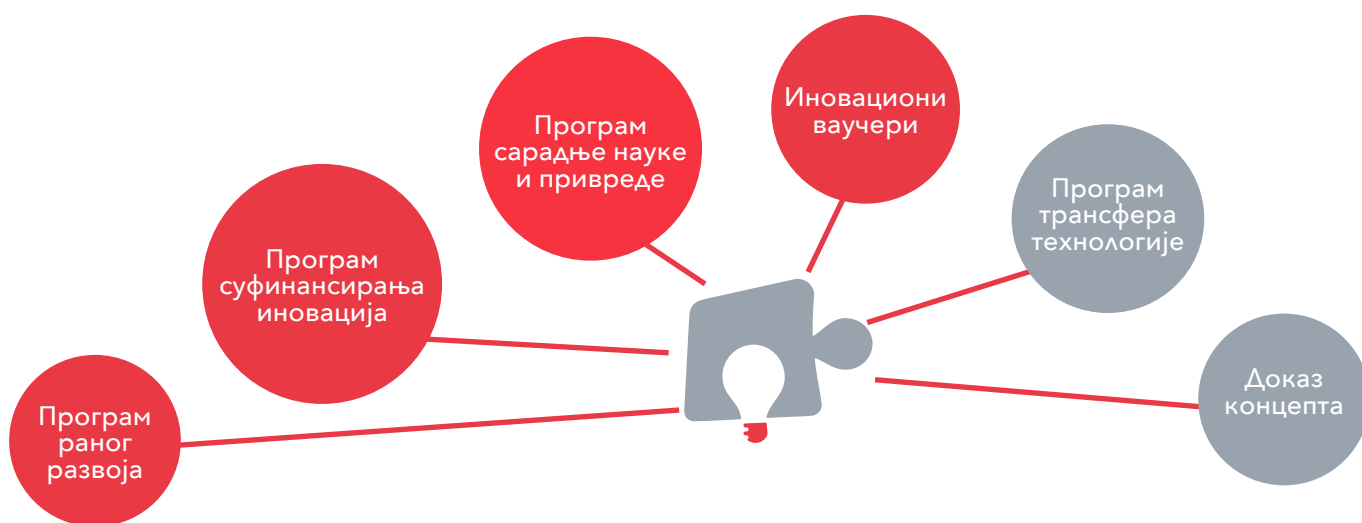 Програм
раног
развоја
Програм
суфинансирања
иновација
Програм
сарадње науке
и привреде
Иновациони
ваучери
Програм
трансфера
технологије
Доказ
концепта